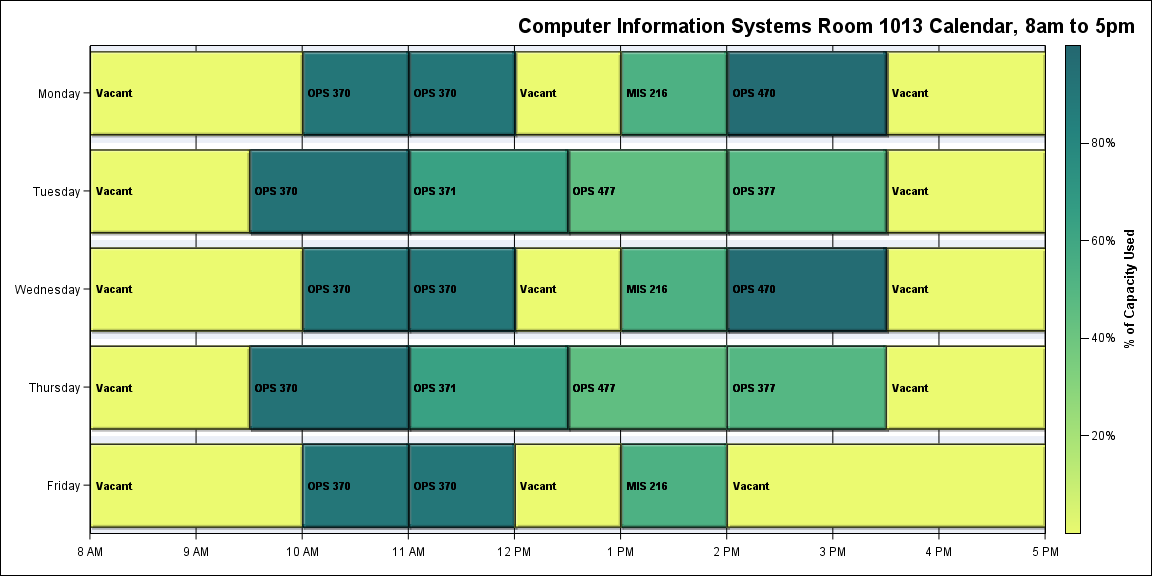 Computer Information Systems Room 1013 Calendar, 8am to 5pm
Monday
Vacant
OPS 370
OPS 370
Vacant
MIS 216
OPS 470
Vacant
Tuesday
Vacant
OPS 370
OPS 371
OPS 477
OPS 377
Vacant
Wednesday
Vacant
OPS 370
OPS 370
Vacant
MIS 216
OPS 470
Vacant
Thursday
Vacant
OPS 370
OPS 371
OPS 477
OPS 377
Vacant
Friday
Vacant
OPS 370
OPS 370
Vacant
MIS 216
Vacant
8 AM
9 AM
10 AM
11 AM
12 PM
1 PM
2 PM
3 PM
4 PM
5 PM
80%
60%
40%
20%
% of Capacity Used